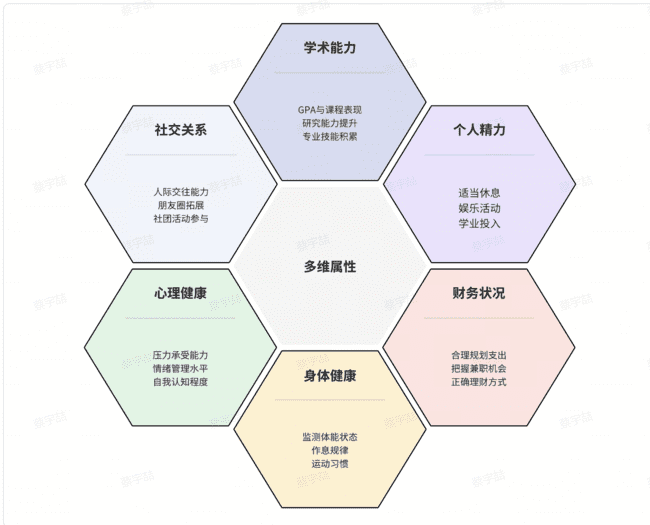 学术能力
GPA与课程表现
研究能力提升
专业技能积累
社交关系
人际交往能力
朋友圈拓展
社团活动参与
个人精力
适当休息
娱乐活动
学业投入
多维属性
心理健康
压力承受能力
情绪管理水平
自我认知程度
财务状况
合理规划支出
把握兼职机会
正确理财方式
身体健康
监测体能状态
作息规律
运动习惯